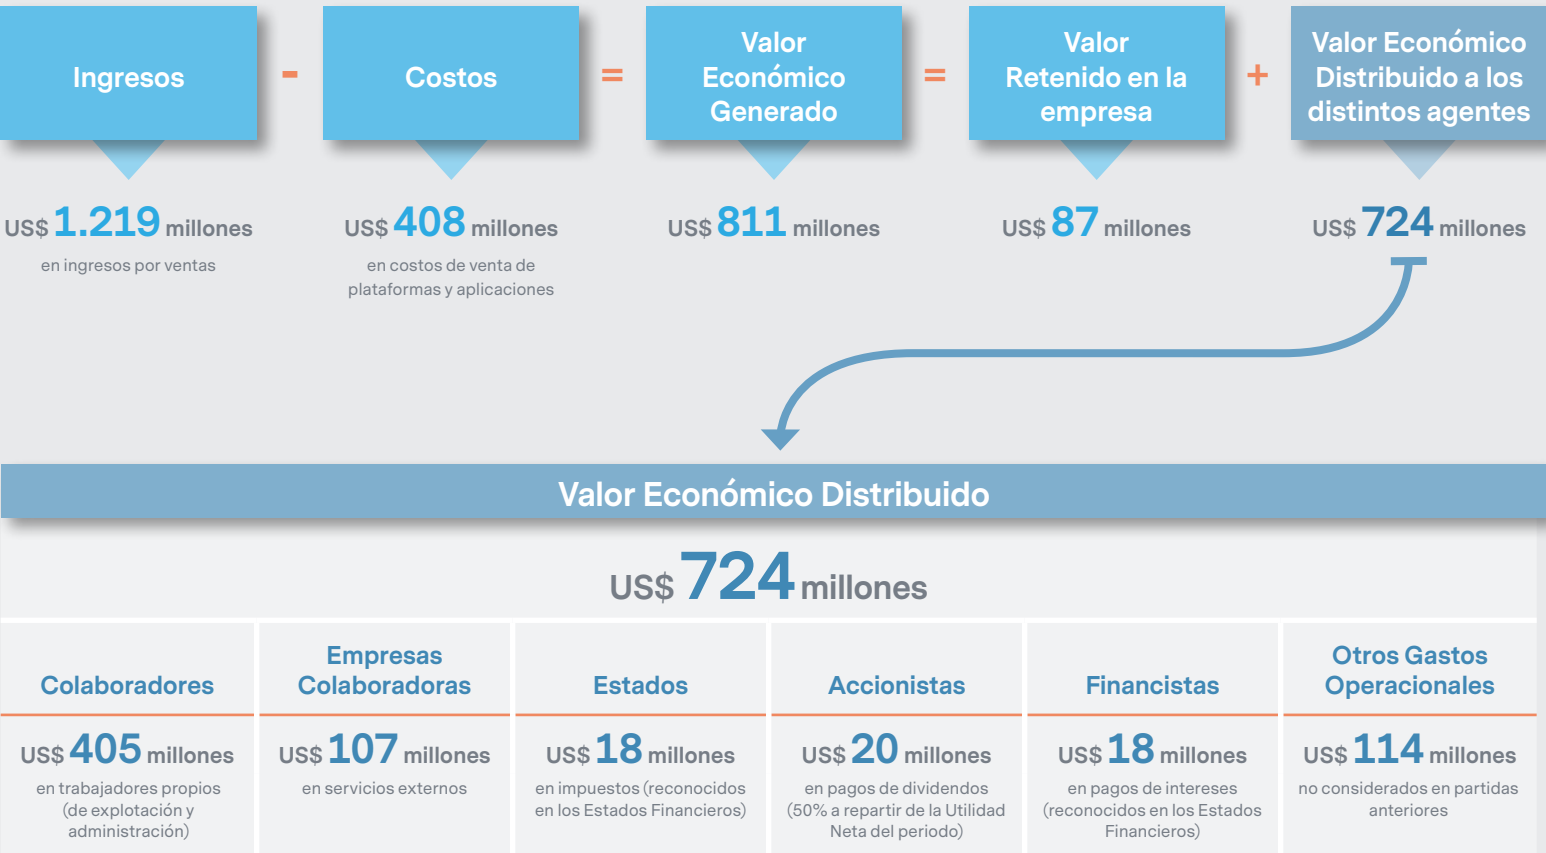 Ingresos
-
Costos
=
Valor
Económico
Generado
=
Valor
Retenido en la
empresa
+
Valor Económico
Distribuido a los
distintos agentes
US$ 1.219 millones
en ingresos por ventas
US$ 408 millones
en costos de venta de
plataformas y aplicaciones
US$ 811 millones
US$ 87 millones
US$ 724 millones
Valor Económico Distribuido
US$ 724 millones
Colaboradores
US$ 405 millones
en trabajadores propios
(de explotación y
administración)
Empresas
Colaboradoras
US$ 107 millones
en servicios externos
Estados
US$ 18 millones
en impuestos (reconocidos
en los Estados Financieros)
Accionistas
US$ 20 millones
en pagos de dividendos
(50% a repartir de la Utilidad
Neta del periodo)
Financistas
US$ 18 millones
en pagos de intereses
(reconocidos en los Estados
Financieros)
Otros Gastos
Operacionales
US$ 114 millones
no considerados en partidas
anteriores